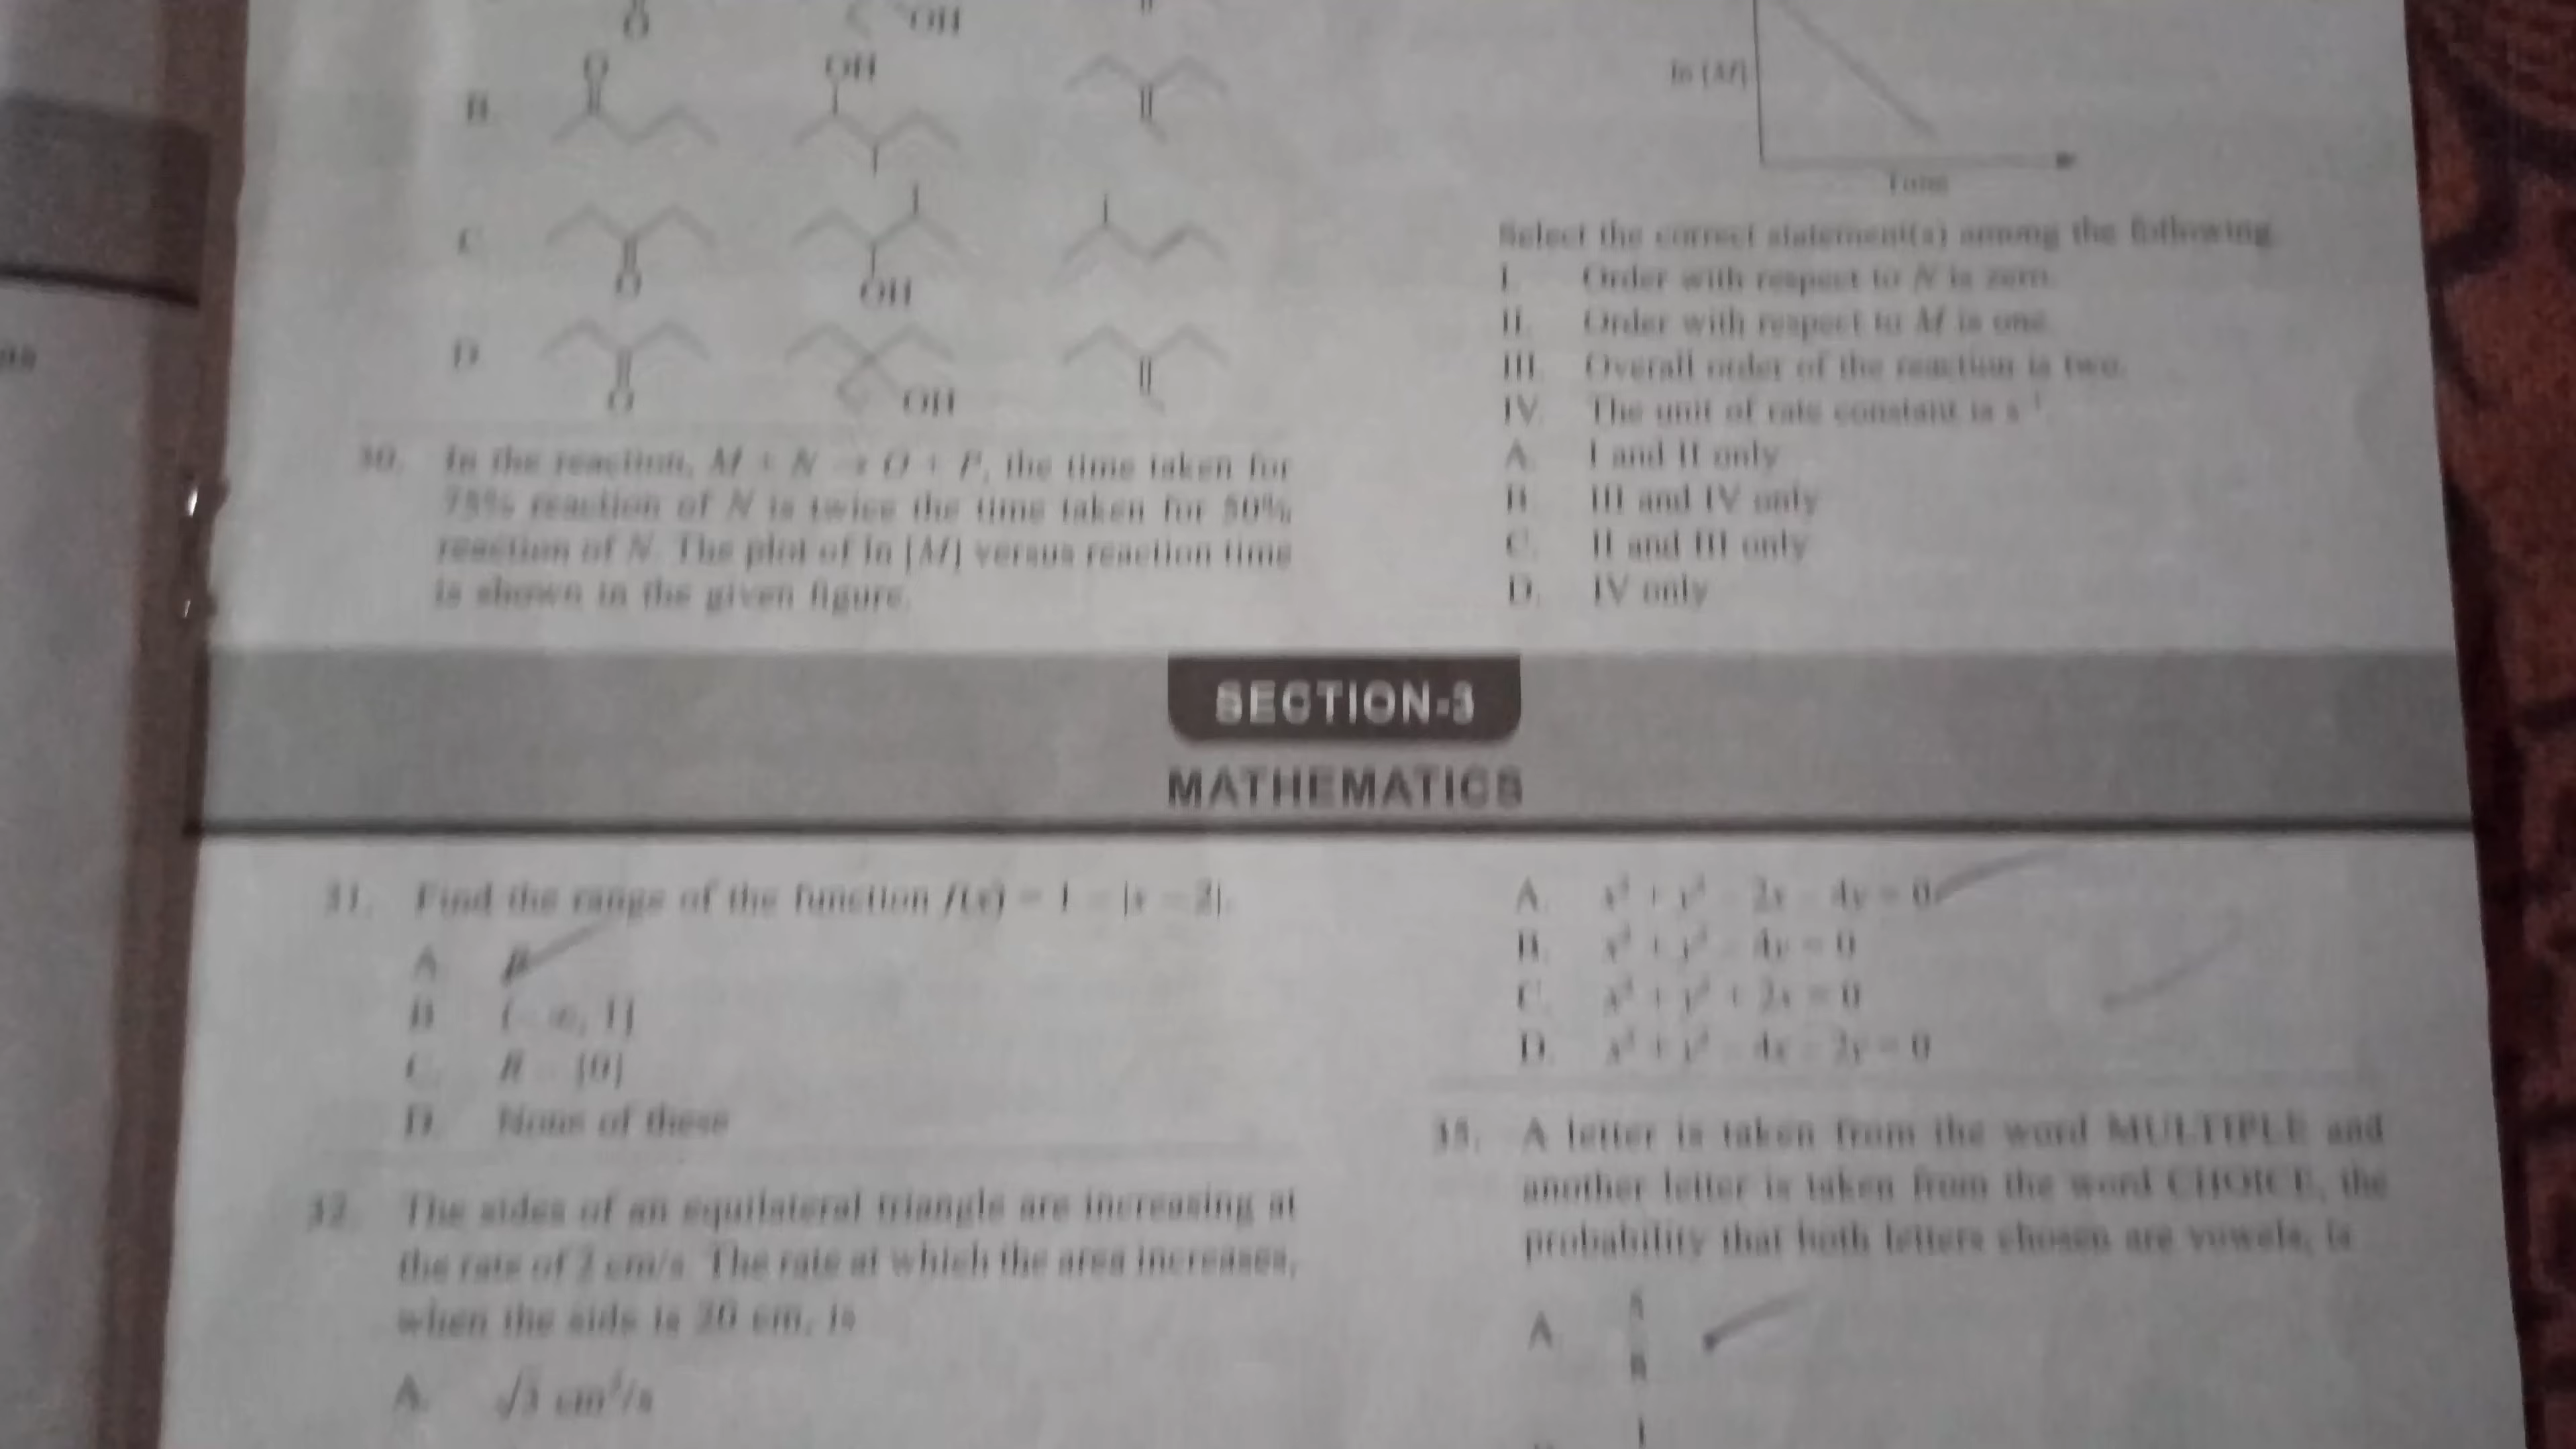 O
OH
B
O
OH
C
O
OH
D
O
OH
30. In the reaction, M + N → O + P, the time taken for
75% reaction of N is twice the time taken for 50%
reaction of N. The plot of ln [M] versus reaction time
is shown in the given figure.
ln [M]
Time
Select the correct statement(s) among the following.
I. Order with respect to N is zero.
II. Order with respect to M is one.
III. Overall order of the reaction is two.
IV. The unit of rate constant is s⁻¹.
A. I and II only
B. III and IV only
C. II and III only
D. IV only
SECTION-3
MATHEMATICS
31. Find the range of the function f(x) = 1 – |x – 2|.
A. R
B. (– ∞, 1]
C. R – {0}
D. None of these
32. The sides of an equilateral triangle are increasing at
the rate of 2 cm/s. The rate at which the area increases,
when the side is 20 cm, is
A. √3 cm²/s
A. x² + y² – 2x – 4y = 0
B. x² + y² – 4y = 0
C. x² + y² + 2x = 0
D. x² + y² – 4x – 2y = 0
35. A letter is taken from the word MULTIPLE and
another letter is taken from the word CHOICE, the
probability that both letters chosen are vowels, is
A.